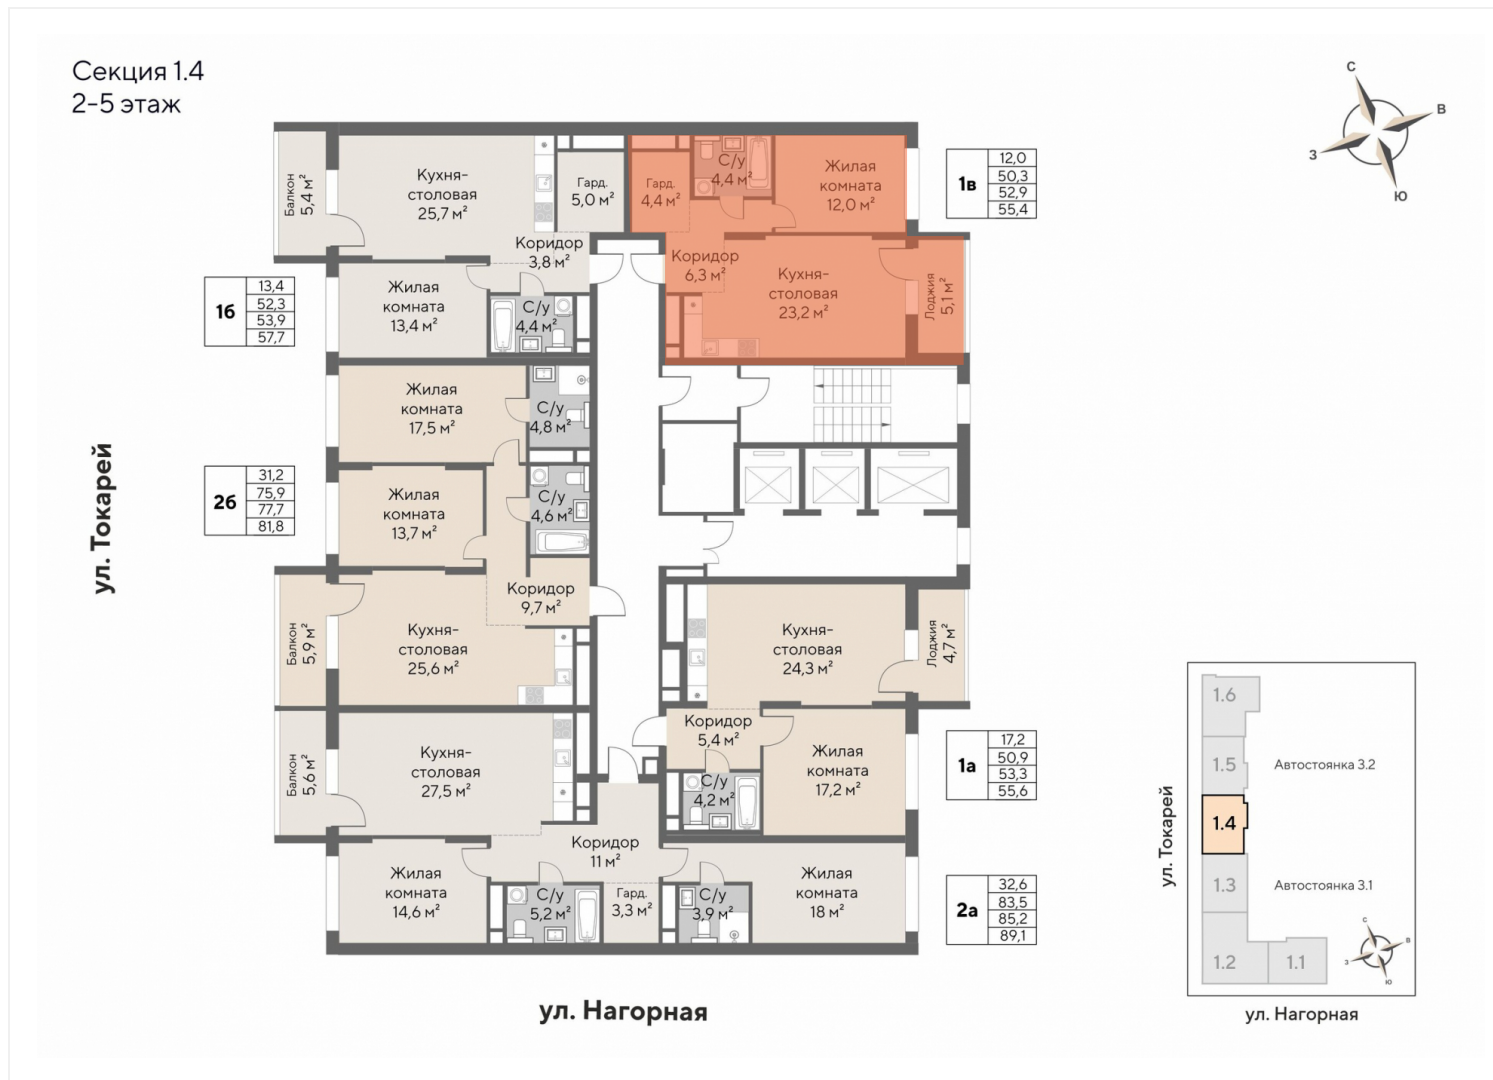 Секция 1.4
2-5 этаж
С
В
З
Ю
Балкон
5,4 м²
Кухня-
столовая
25,7 м²
Гард.
5,0 м²
Гард.
4,4 м²
С/у
4,4 м²
Жилая
комната
12,0 м²
1в
12,0
50,3
52,9
55,4
Коридор
3,8 м²
Коридор
6,3 м²
Кухня-
столовая
23,2 м²
Лоджия
5,1 м²
1б
13,4
52,3
53,9
57,7
Жилая
комната
13,4 м²
С/у
4,4 м²
Жилая
комната
17,5 м²
С/у
4,8 м²
ул. Токарей
2б
31,2
75,9
77,7
81,8
Жилая
комната
13,7 м²
С/у
4,6 м²
Коридор
9,7 м²
Балкон
5,9 м²
Кухня-
столовая
25,6 м²
Кухня-
столовая
24,3 м²
Лоджия
4,7 м²
Балкон
5,6 м²
Кухня-
столовая
27,5 м²
Коридор
5,4 м²
С/у
4,2 м²
Жилая
комната
17,2 м²
1а
17,2
50,9
53,3
55,6
Коридор
11 м²
Жилая
комната
14,6 м²
С/у
5,2 м²
Гард.
3,3 м²
С/у
3,9 м²
Жилая
комната
18 м²
2а
32,6
83,5
85,2
89,1
ул. Нагорная
1.6
1.5
Автостоянка 3.2
1.4
ул. Токарей
1.3
Автостоянка 3.1
1.2
1.1
С
В
З
Ю
ул. Нагорная